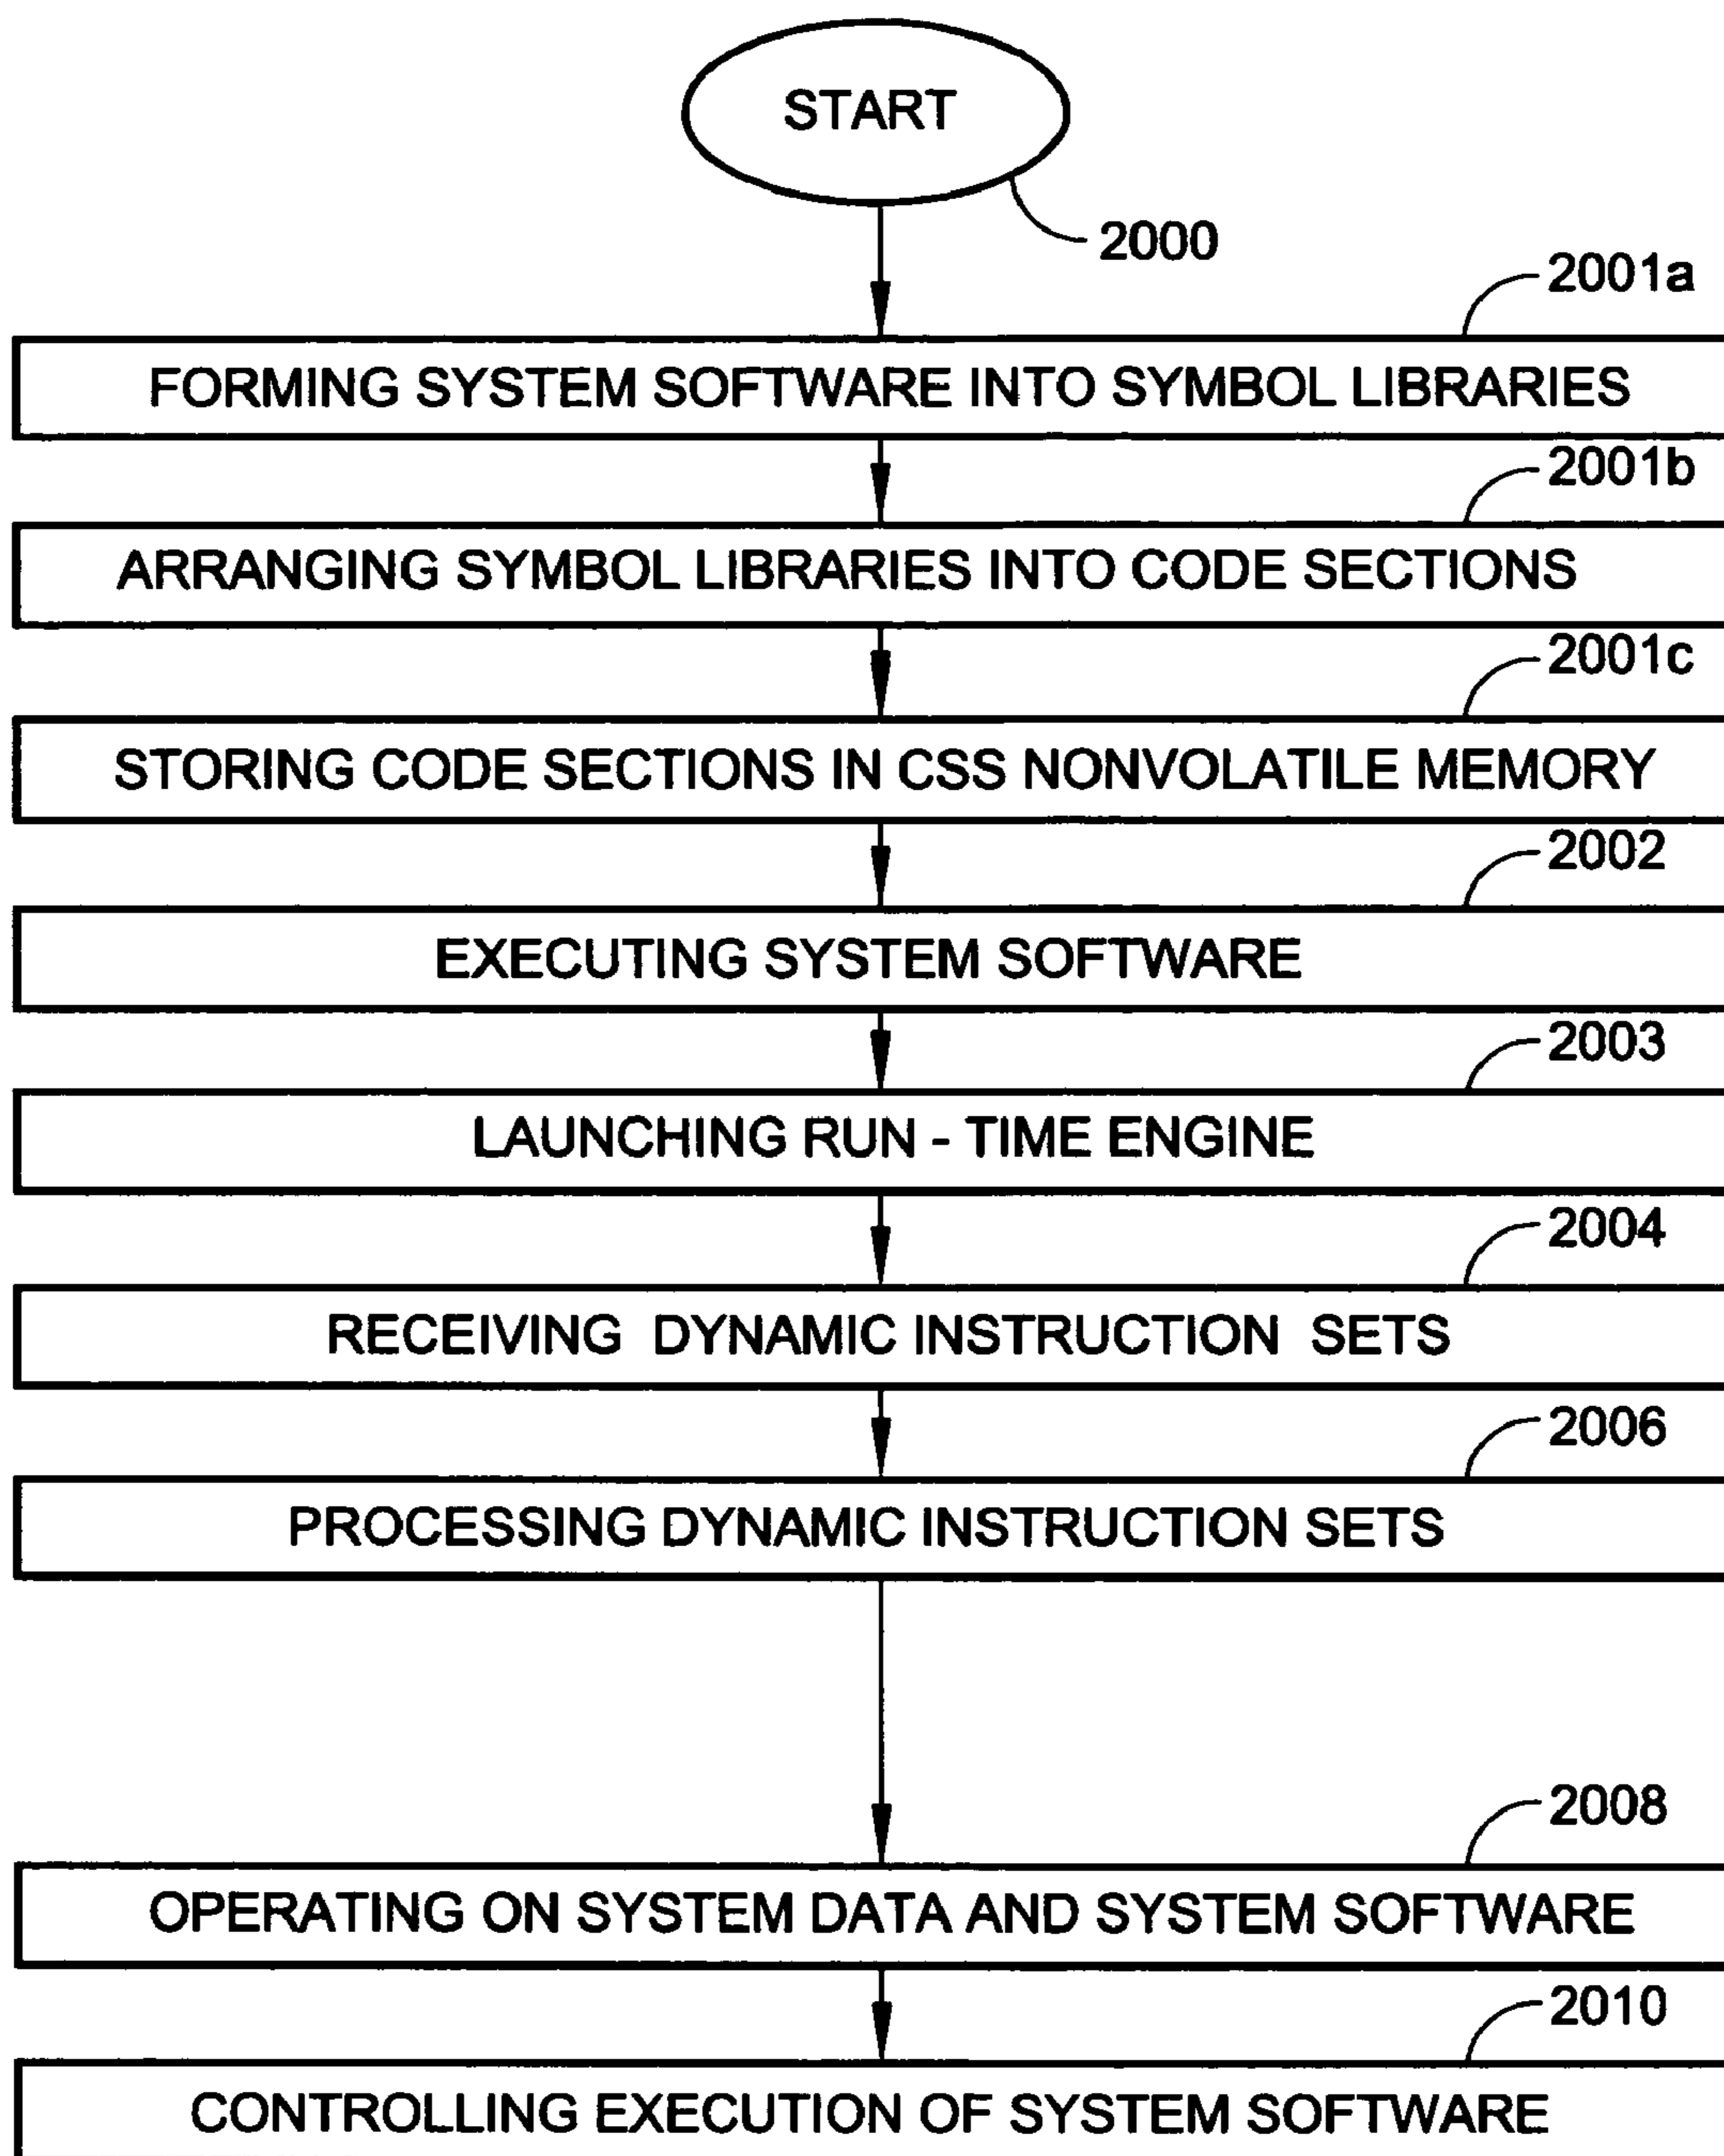 START
2000
2001a
FORMING SYSTEM SOFTWARE INTO SYMBOL LIBRARIES
2001b
ARRANGING SYMBOL LIBRARIES INTO CODE SECTIONS
2001c
STORING CODE SECTIONS IN CSS NONVOLATILE MEMORY
2002
EXECUTING SYSTEM SOFTWARE
2003
LAUNCHING RUN - TIME ENGINE
2004
RECEIVING DYNAMIC INSTRUCTION SETS
2006
PROCESSING DYNAMIC INSTRUCTION SETS
2008
OPERATING ON SYSTEM DATA AND SYSTEM SOFTWARE
2010
CONTROLLING EXECUTION OF SYSTEM SOFTWARE